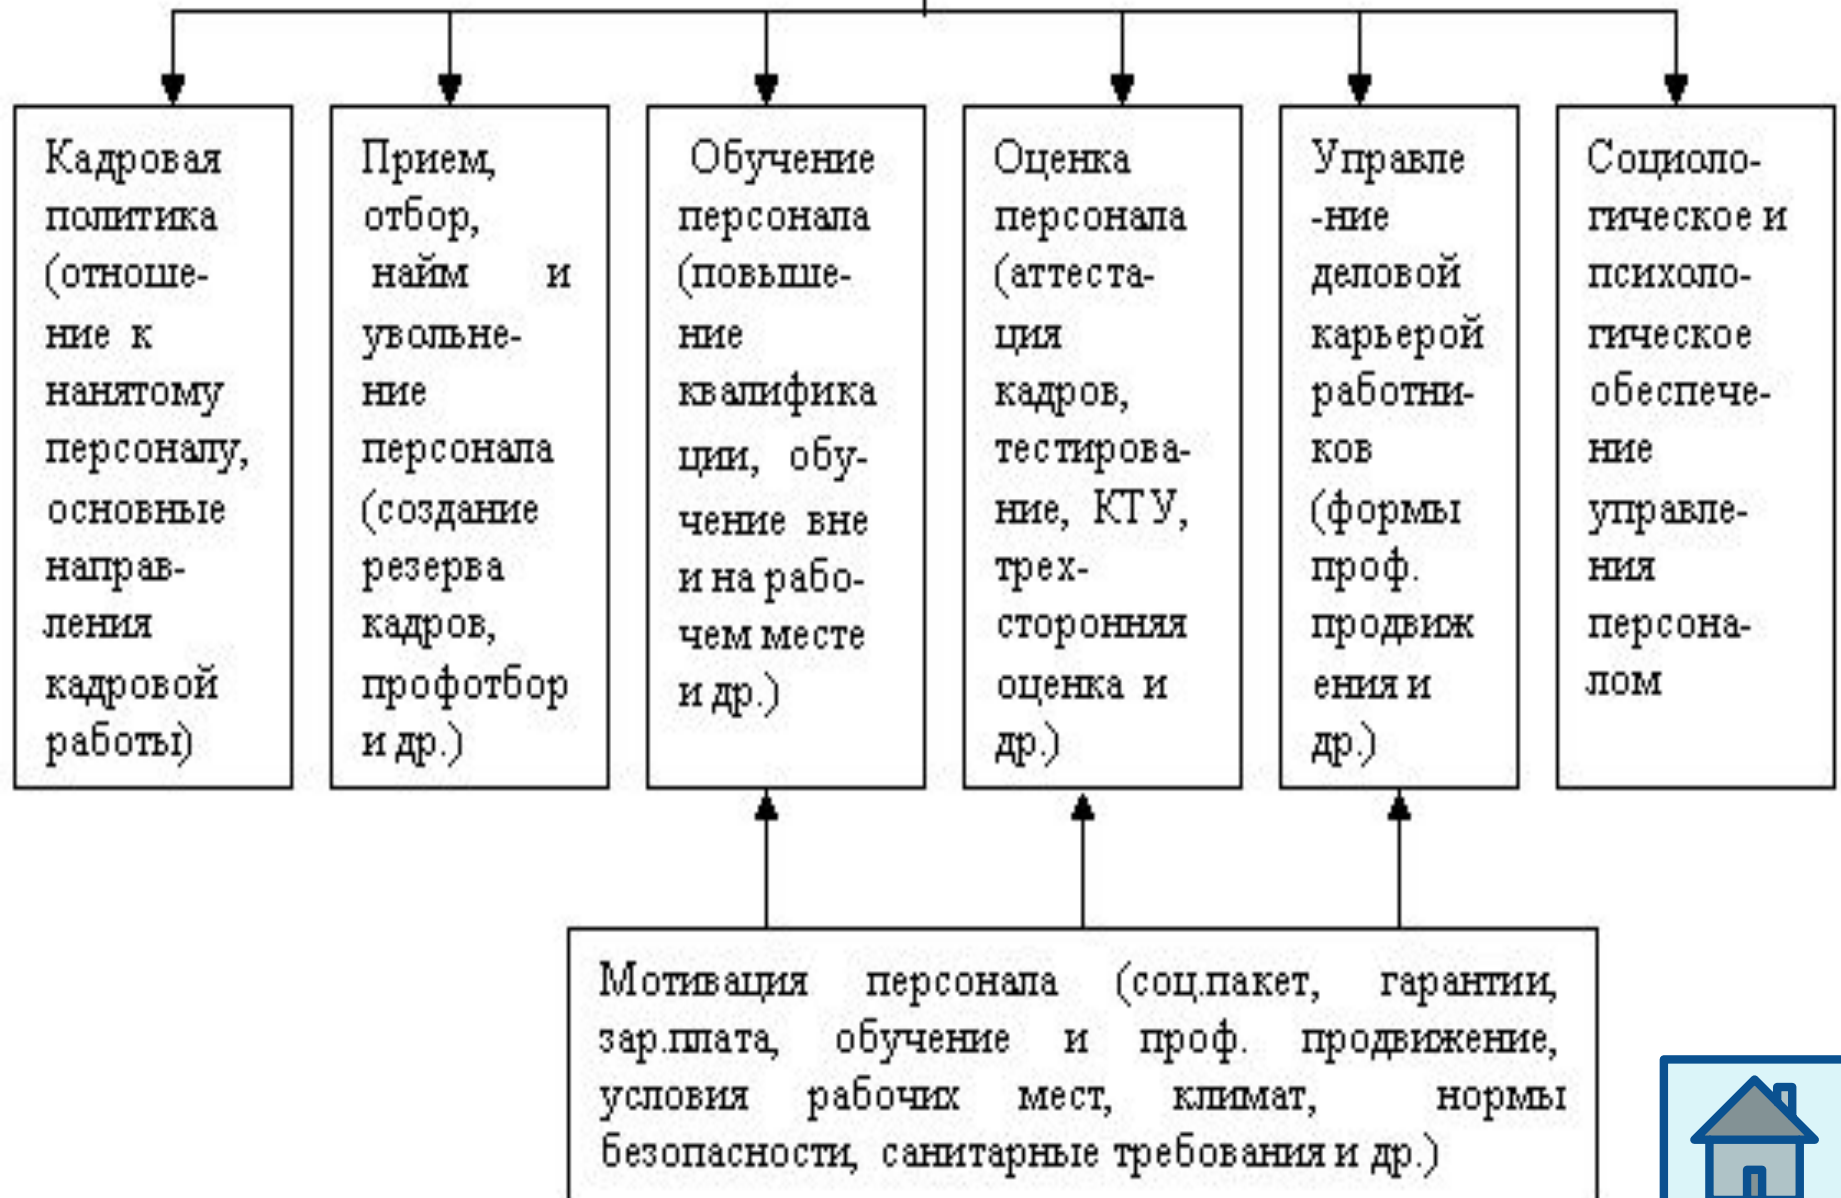 Кадровая
политика
(отноше-
ние к
нанятому
персоналу,
основные
направ-
ления
кадровой
работы)
Прием,
отбор,
найм и
увольне-
ние
персонала
(создание
резерва
кадров,
профотбор
и др.)
Обучение
персонала
(повыше-
ние
квалифика
ции, обу-
чение вне
и на рабо-
чем месте
и др.)
Оценка
персонала
(аттеста-
ция
кадров,
тестирова-
ние, КТУ,
трех-
сторонняя
оценка и
др.)
Управле
-ние
деловой
карьерой
работни-
ков
(формы
проф.
продвиж
ения и
др.)
Социоло-
гическое и
психоло-
гическое
обеспече-
ние
управле-
ния
персона-
лом
Мотивация персонала (соц.пакет, гарантии,
зар.плата, обучение и проф. продвижение,
условия рабочих мест, климат, нормы
безопасности, санитарные требования и др.)